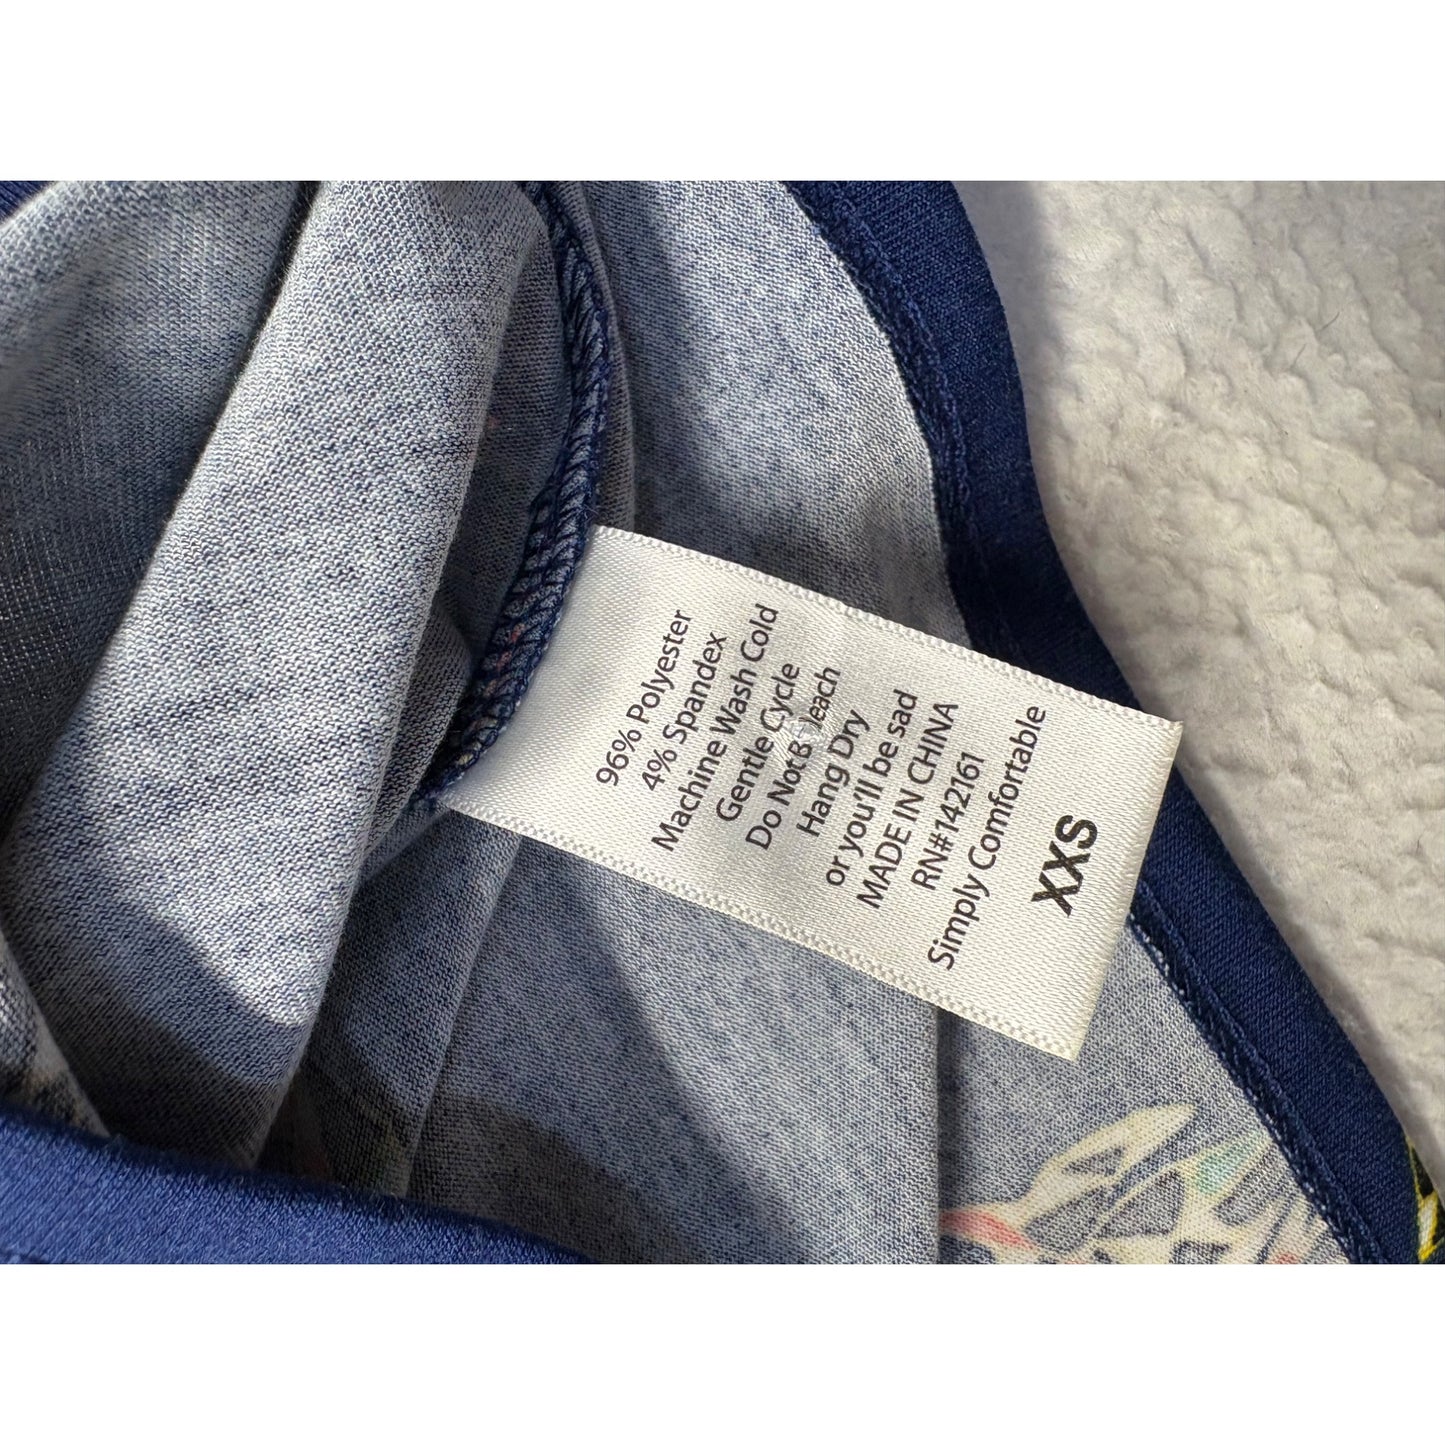 96% Polyester
4% Spandex
Machine Wash Cold
Gentle Cycle
Do Not Bleach
Hang Dry
or you'll be sad
MADE IN CHINA
RN#142161
Simply Comfortable
XXS